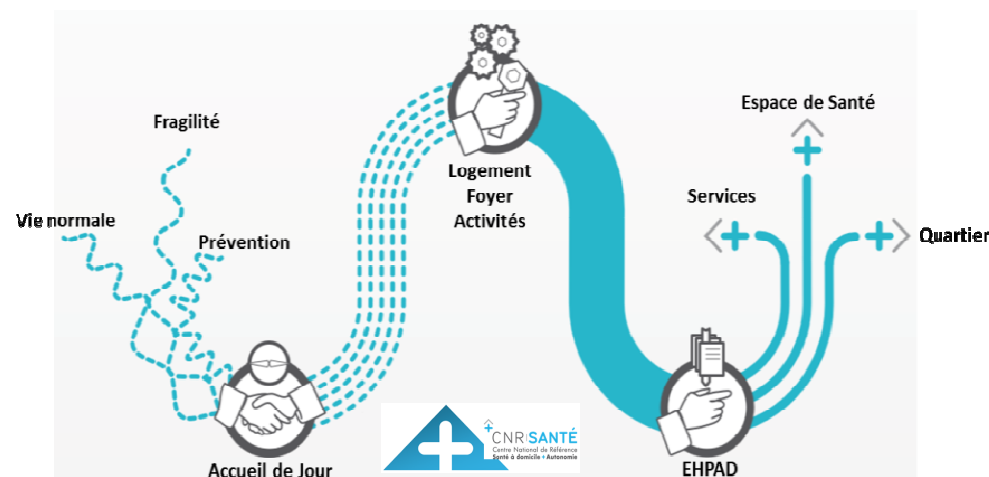 Espace de Santé
Fragilité
Services
Vie normale
Prévention
Logement
Foyer
Activités
Quartier
CNR|SANTÉ
Centre National de Référence
Santé à domicile + Autonomie
Accueil de Jour
EHPAD